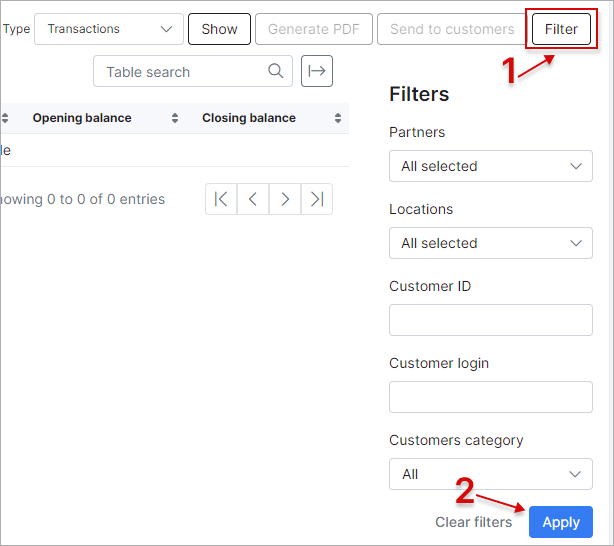 Type Transactions Show Generate PDF Send to customers Filter
1
Table search
Filters
Opening balance Closing balance
Partners
le
All selected
owing 0 to 0 of 0 entries
Locations
All selected
Customer ID
Customer login
Customers category
All
2
Clear filters Apply